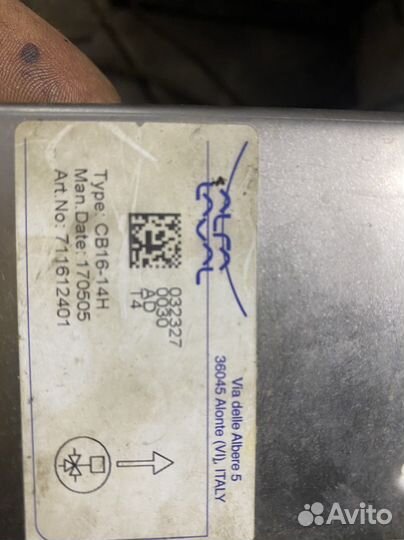 ALFA
LAVAL
Via delle Albere 5
36045 Alonte (VI), ITALY
032327
0030
AD
T4
Type: CB16-14H
Man.Date: 170505
Art.No: 711612401
Avito